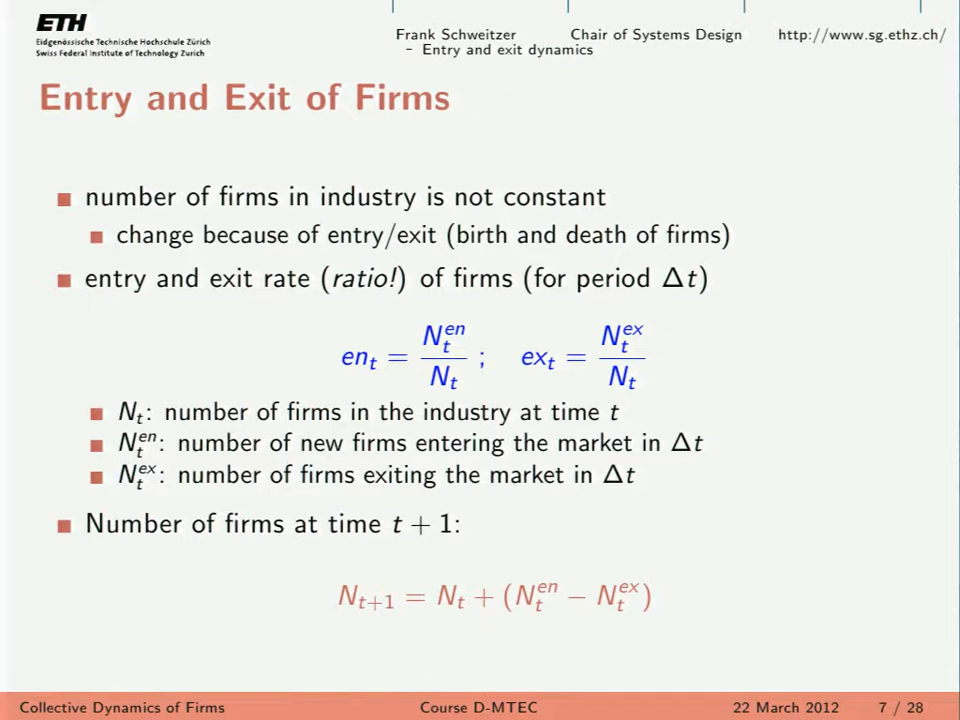 ETH
Eidgenössische Technische Hochschule Zürich
Swiss Federal Institute of Technology Zurich
Frank Schweitzer Chair of Systems Design http://www.sg.ethz.ch/
– Entry and exit dynamics
Entry and Exit of Firms
number of firms in industry is not constant
change because of entry/exit (birth and death of firms)
entry and exit rate (ratio!) of firms (for period Δt)
en_t = N_t^{en} / N_t ; ex_t = N_t^{ex} / N_t
N_t: number of firms in the industry at time t
N_t^{en}: number of new firms entering the market in Δt
N_t^{ex}: number of firms exiting the market in Δt
Number of firms at time t + 1:
N_{t+1} = N_t + (N_t^{en} − N_t^{ex})
Collective Dynamics of Firms Course D-MTEC 22 March 2012 7 / 28